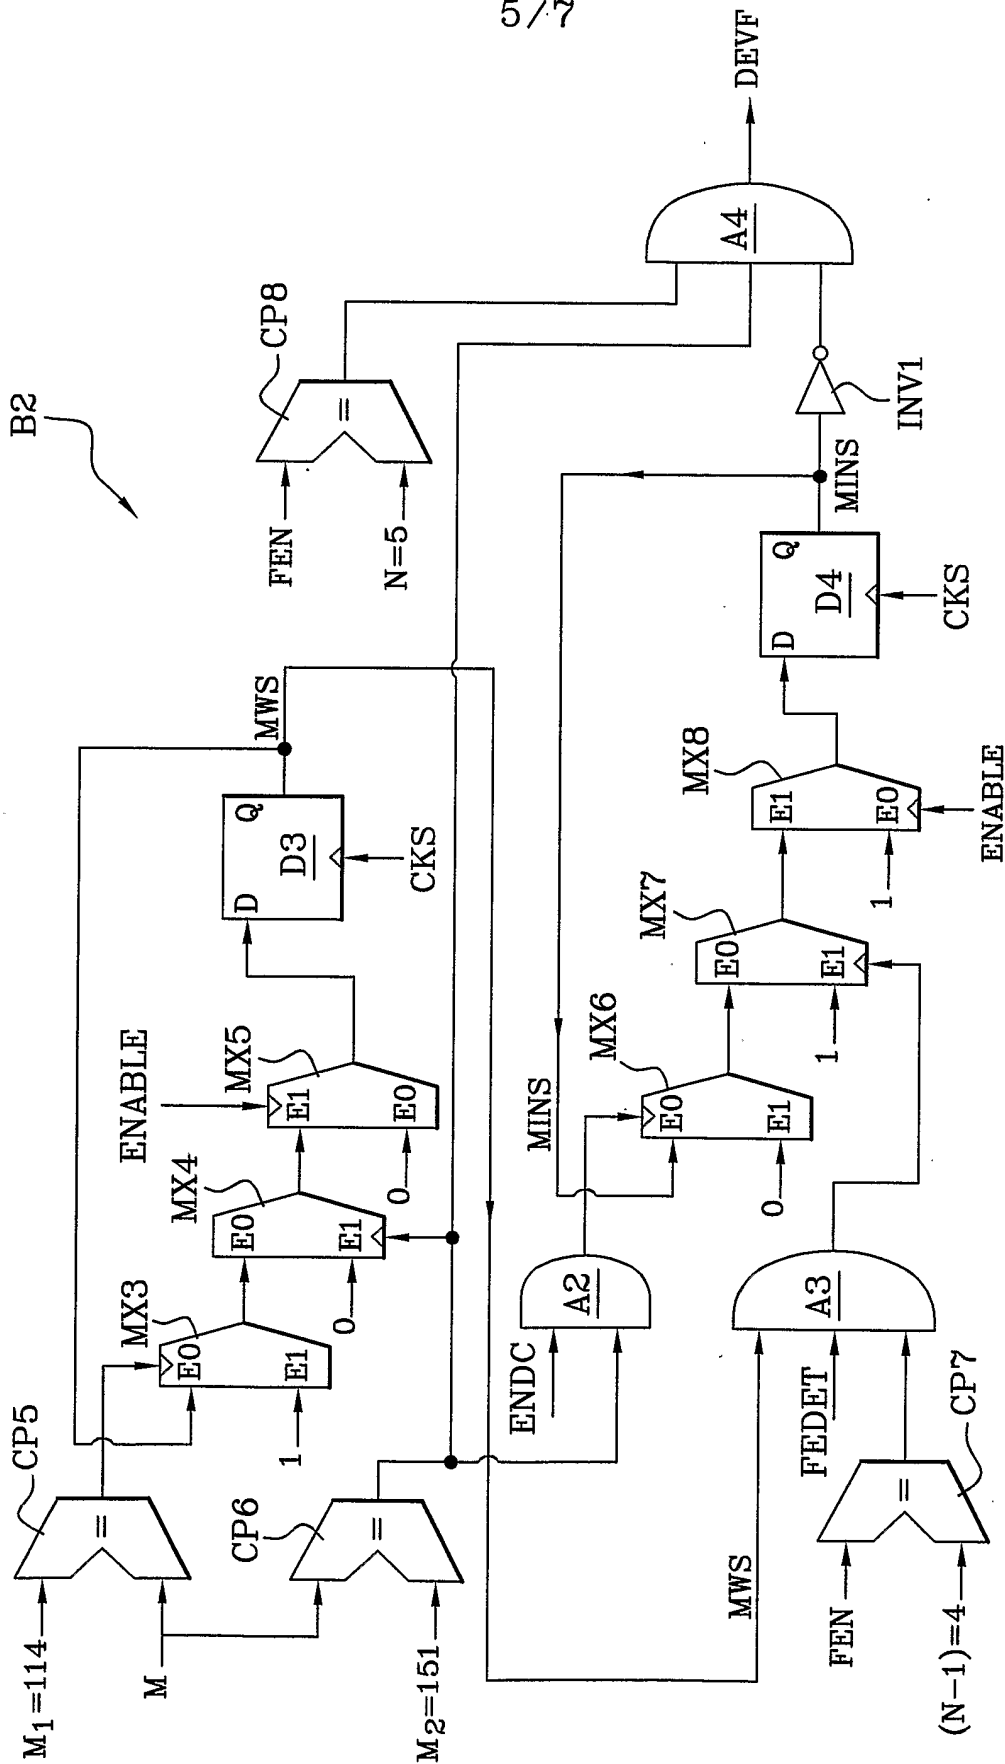 5/7
B2
M1=114
M
CP5
MX3
E0
E1
1
MX4
E0
E1
0
ENABLE
MX5
E1
E0
0
D
Q
D3
CKS
MWS
FEN
N=5
=
CP8
=
CP6
=
M2=151
ENDC
A2
MINS
MX6
E0
E1
0
MX7
E0
E1
1
MX8
E1
E0
1
ENABLE
D
Q
D4
CKS
MINS
INV1
A4
DEVF
MWS
FEDET
A3
FEN
(N-1)=4
=
CP7